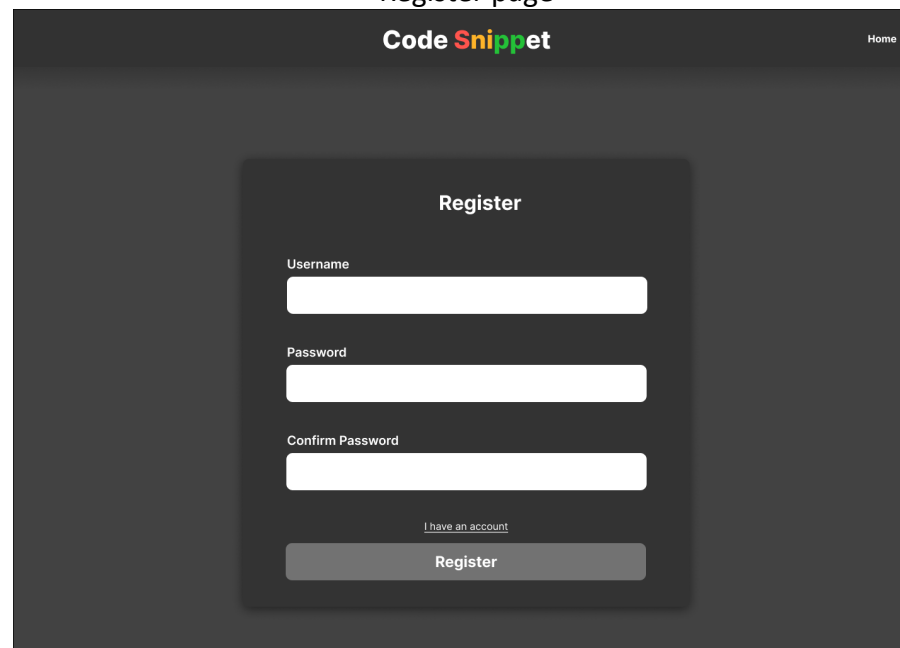 Register page
Code Snippet
Home
Register
Username
Password
Confirm Password
I have an account
Register